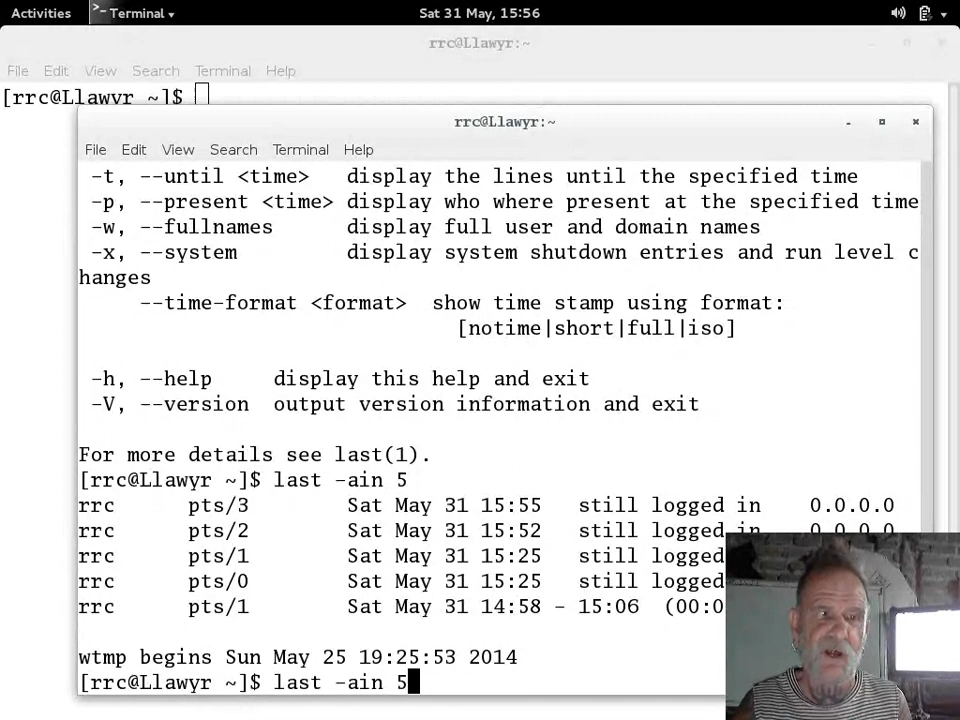 Activities
Terminal
Sat 31 May, 15:56
rrc@Llawyr:~
File Edit View Search Terminal Help
[rrc@Llawyr ~]$
rrc@Llawyr:~
File Edit View Search Terminal Help
-t, --until <time> display the lines until the specified time
-p, --present <time> display who where present at the specified time
-w, --fullnames display full user and domain names
-x, --system display system shutdown entries and run level c
hanges
--time-format <format> show time stamp using format:
[notime|short|full|iso]
-h, --help display this help and exit
-V, --version output version information and exit
For more details see last(1).
[rrc@Llawyr ~]$ last -ain 5
rrc pts/3 Sat May 31 15:55 still logged in 0.0.0.0
rrc pts/2 Sat May 31 15:52 still logged in 0.0.0.0
rrc pts/1 Sat May 31 15:25 still logged
rrc pts/0 Sat May 31 15:25 still logged
rrc pts/1 Sat May 31 14:58 - 15:06 (00:0
wtmp begins Sun May 25 19:25:53 2014
[rrc@Llawyr ~]$ last -ain 5